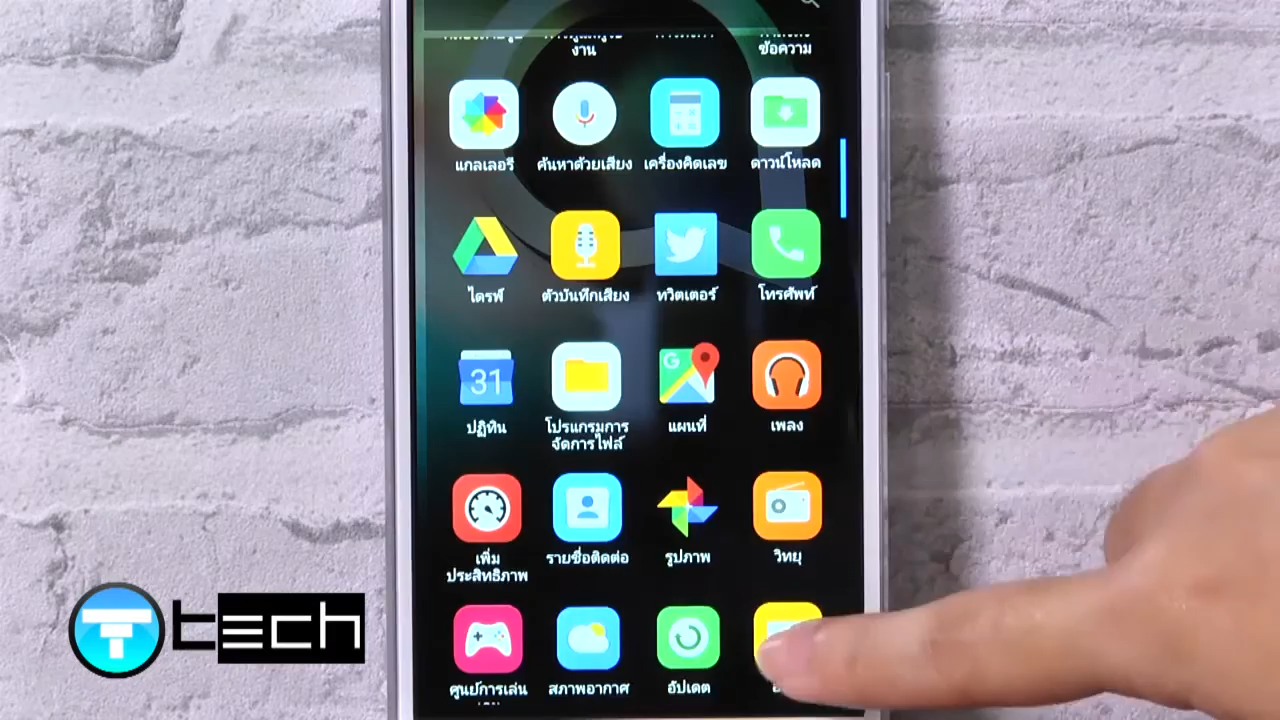 งาน
ข้อความ
แกลเลอรี
ค้นหาด้วยเสียง
เครื่องคิดเลข
ดาวน์โหลด
ไดรฟ์
ตัวบันทึกเสียง
ทวิตเตอร์
โทรศัพท์
31
G
ปฏิทิน
โปรแกรมการ
จัดการไฟล์
แผนที่
เพลง
เพิ่ม
ประสิทธิภาพ
รายชื่อติดต่อ
รูปภาพ
วิทยุ
ศูนย์การเล่น
สภาพอากาศ
อัปเดต
T tech